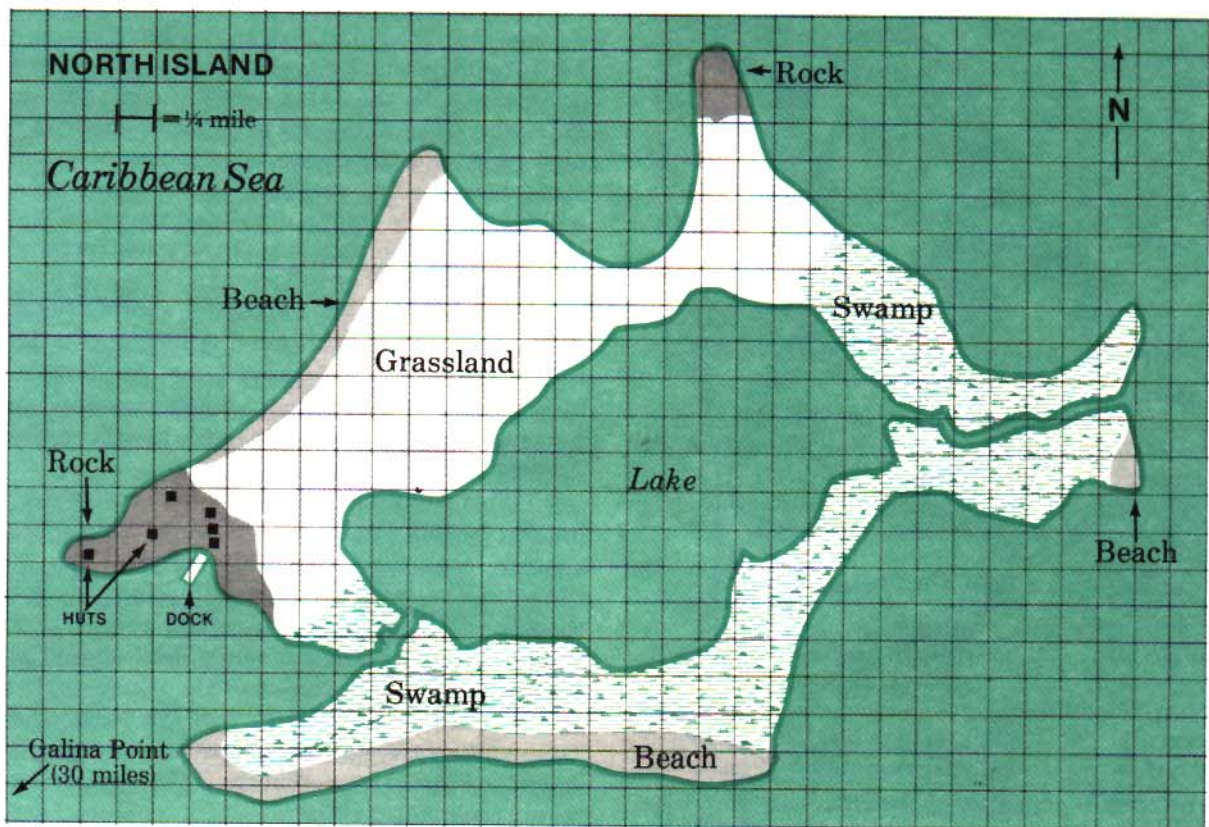 NORTH ISLAND
= ¼ mile
Caribbean Sea
Rock
N
Beach
Swamp
Grassland
Rock
Lake
Beach
HUTS
DOCK
Swamp
Galina Point
(30 miles)
Beach